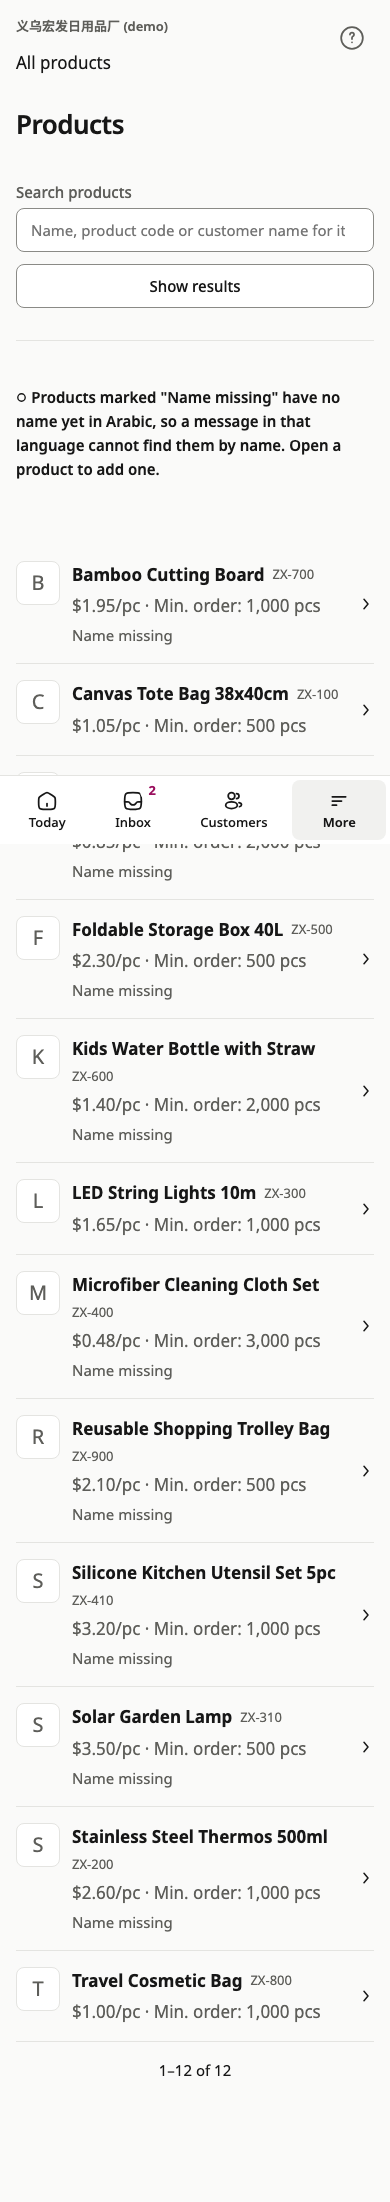 义乌宏发日用品厂 (demo)
All products
Products
Search products
Name, product code or customer name for it
Show results
Products marked "Name missing" have no
name yet in Arabic, so a message in that
language cannot find them by name. Open a
product to add one.
B
Bamboo Cutting Board ZX-700
$1.95/pc · Min. order: 1,000 pcs
Name missing
C
Canvas Tote Bag 38x40cm ZX-100
$1.05/pc · Min. order: 500 pcs
2
Today Inbox Customers More
Name missing
F
Foldable Storage Box 40L ZX-500
$2.30/pc · Min. order: 500 pcs
Name missing
K
Kids Water Bottle with Straw
ZX-600
$1.40/pc · Min. order: 2,000 pcs
Name missing
L
LED String Lights 10m ZX-300
$1.65/pc · Min. order: 1,000 pcs
M
Microfiber Cleaning Cloth Set
ZX-400
$0.48/pc · Min. order: 3,000 pcs
Name missing
R
Reusable Shopping Trolley Bag
ZX-900
$2.10/pc · Min. order: 500 pcs
Name missing
S
Silicone Kitchen Utensil Set 5pc
ZX-410
$3.20/pc · Min. order: 1,000 pcs
Name missing
S
Solar Garden Lamp ZX-310
$3.50/pc · Min. order: 500 pcs
Name missing
S
Stainless Steel Thermos 500ml
ZX-200
$2.60/pc · Min. order: 1,000 pcs
Name missing
T
Travel Cosmetic Bag ZX-800
$1.00/pc · Min. order: 1,000 pcs
1–12 of 12